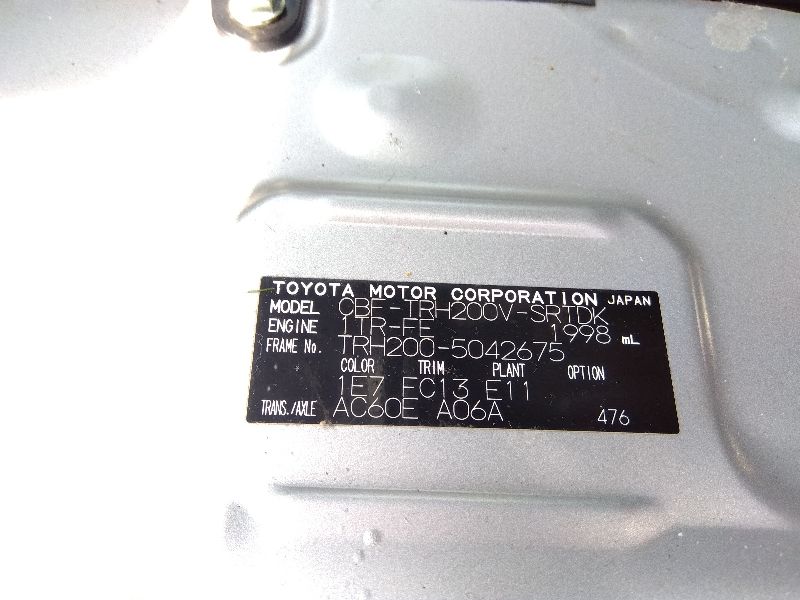 TOYOTA MOTOR CORPORATION JAPAN
MODEL CBF-TRH200V-SRTDK
ENGINE 1TR-FE 1998 mL
FRAME No. TRH200-5042675
COLOR TRIM PLANT OPTION
1E7 FC13 E11
TRANS./AXLE AC60E A06A 476